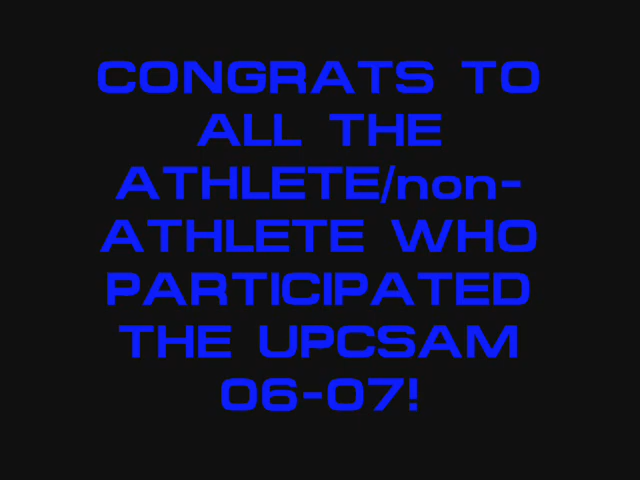 CONGRATS TO
ALL THE
ATHLETE/non-
ATHLETE WHO
PARTICIPATED
THE UPCSAM
06-07!